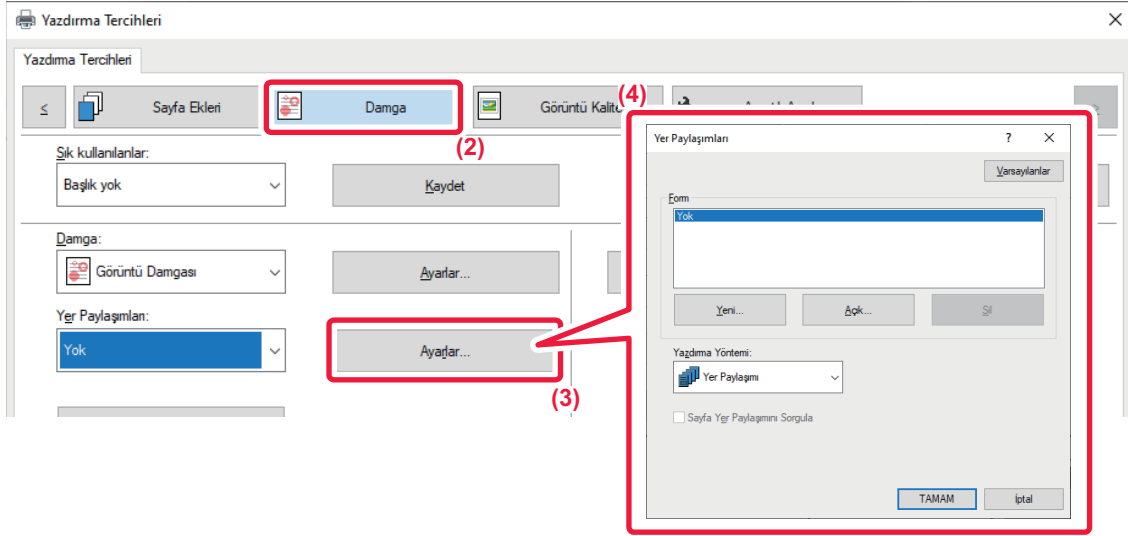 Yazdırma Tercihleri
Yazdırma Tercihleri
<
Sayfa Ekleri
Damga
Görüntü Kalite
(2)
(4)
Sık kullanılanlar:
Başlık yok
Kaydet
Damga:
Görüntü Damgası
Ayarlar...
Yer Paylaşımları:
Yok
Ayarlar...
(3)
Yer Paylaşımları
?
Varsayılanlar
Form
Yok
Yeni...
Açık...
Sil
Yazdırma Yöntemi:
Yer Paylaşımı
Sayfa Yer Paylaşımını Sorgula
TAMAM
İptal